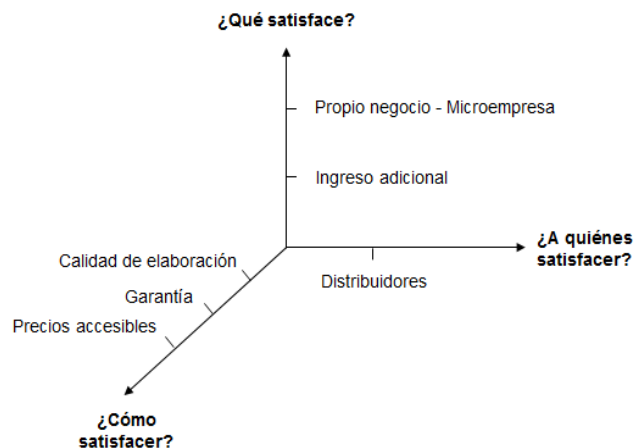 ¿Qué satisface?
Propio negocio - Microempresa
Ingreso adicional
¿A quiénes
satisfacer?
Calidad de elaboración
Distribuidores
Garantía
Precios accesibles
¿Cómo
satisfacer?